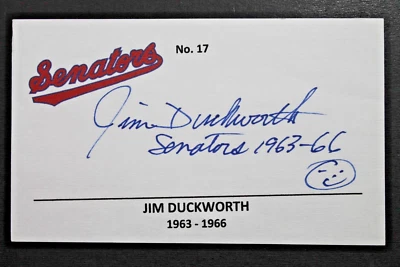 Senators
No. 17
Jim Duckworth
Senators 1963-66
JIM DUCKWORTH
1963 - 1966